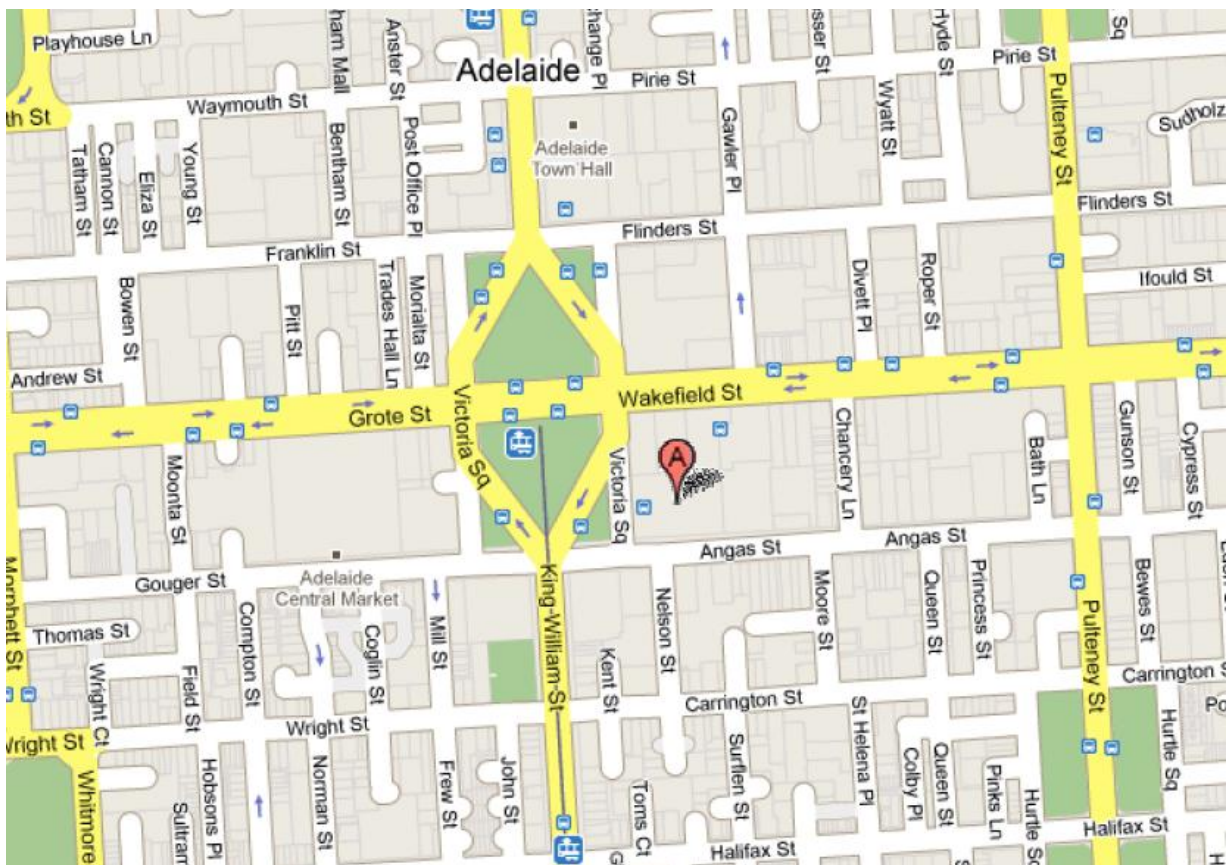 Playhouse Ln
Anster St
Hyde St
Sq
Pirie St
Pirie St
Adelaide
Waymouth St
th St
Bentham St
Post Office Pl
Gawler Pl
Wyatt St
Pulteney St
Tatham St
Cannon St
Eliza St
Young St
Adelaide
Town Hall
Flinders St
Flinders St
Franklin St
Bowen St
Pitt St
Trades Hall Ln
Morialta St
Divett Pl
Roper St
Ifould St
Andrew St
Wakefield St
Grote St
Victoria Sq
Victoria Sq
A
Chancery Ln
Bath Ln
Gunson St
Cypress St
Moonta St
Angas St
Angas St
Gouger St
Adelaide
Central Market
King-William-St
Nelson St
Moore St
Queen St
Princess St
Bewes St
Morphett St
Thomas St
Compton St
Mill St
Coglin St
Kent St
Pulteney St
Wright Ct
Field St
Wright St
Carrington St
Carrington S
Wright St
St Helena Pl
Surflen St
Colby Pl
Queen St
Pinks Ln
Hurtle Sq
Hurtle S
Whitmore
Hobsons Pl
Norman St
Frew St
John St
Toms Ct
Halifax St